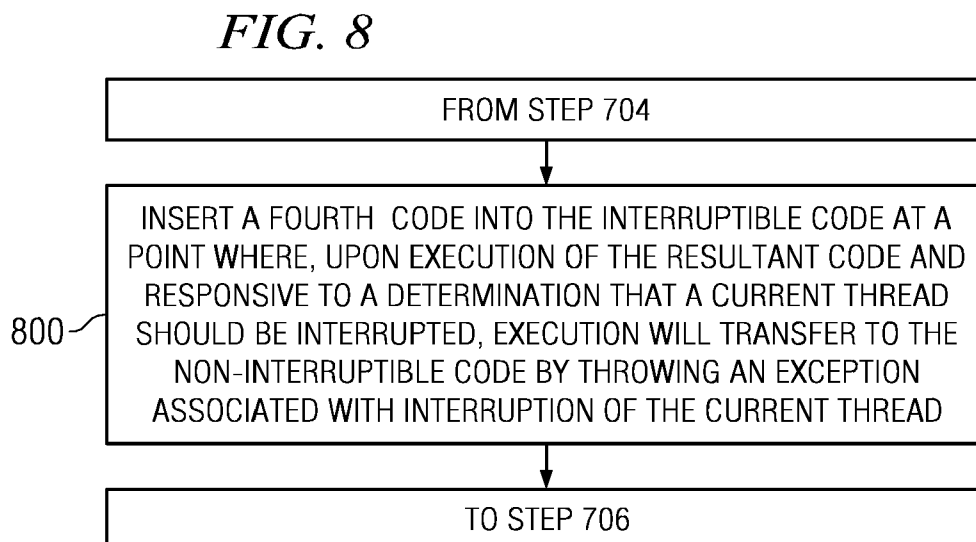 FIG. 8
FROM STEP 704
INSERT A FOURTH CODE INTO THE INTERRUPTIBLE CODE AT A
POINT WHERE, UPON EXECUTION OF THE RESULTANT CODE AND
RESPONSIVE TO A DETERMINATION THAT A CURRENT THREAD
SHOULD BE INTERRUPTED, EXECUTION WILL TRANSFER TO THE
NON-INTERRUPTIBLE CODE BY THROWING AN EXCEPTION
ASSOCIATED WITH INTERRUPTION OF THE CURRENT THREAD
800
TO STEP 706